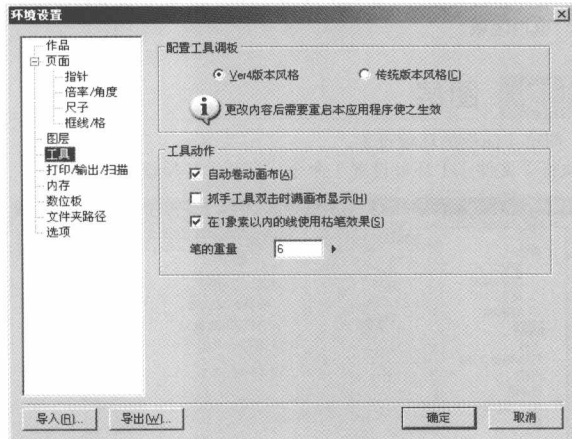 环境设置
作品
页面
指针
倍率/角度
尺子
框线/格
图层
工具
打印/输出/扫描
内存
数位板
文件夹路径
选项
配置工具调板
Ver4版本风格
传统版本风格(C)
更改内容后需要重启本应用程序使之生效
工具动作
自动卷动画布(A)
抓手工具双击时满画布显示(H)
在1象素以内的线使用枯笔效果(S)
笔的重量 6
导入(R)... 导出(W)... 确定 取消